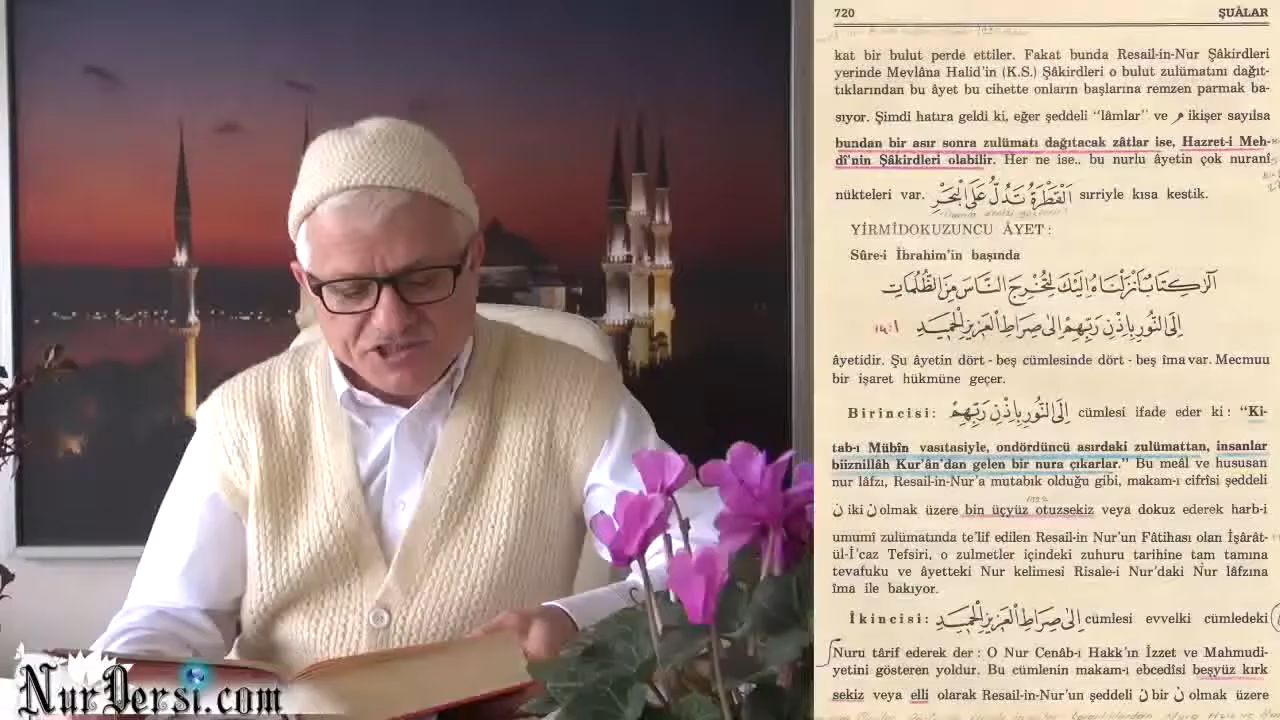 720 ŞUÂLAR
kat bir bulut perde ettiler. Fakat bunda Resail-in-Nur Şâkirdleri
yerinde Mevlâna Halid'in (K.S.) Şâkirdleri o bulut zulümatını dağıt-
tıklarından bu âyet bu cihette onların başlarına remzen parmak ba-
sıyor. Şimdi hatıra geldi ki, eğer şeddeli "lâmlar" ve م ikişer sayılsa
bundan bir asır sonra zulümatı dağıtacak zâtlar ise, Hazret-i Meh-
dî'nin Şâkirdleri olabilir. Her ne ise.. bu nurlu âyetin çok nuranî
nükteleri var. اَلْقَطْرَةُ تَدُلُّ عَلَى الْبَحْرِ sırriyle kısa kestik.
YİRMİDOKUZUNCU ÂYET :
Sûre-i İbrahim'in başında
الٓرٰ كِتَابٌ اَنْزَلْنَاهُ اِلَيْكَ لِتُخْرِجَ النَّاسَ مِنَ الظُّلُمَاتِ
اِلَى النُّورِ بِاِذْنِ رَبِّهِمْ اِلٰى صِرَاطِ الْعَزِيزِ الْحَمِيدِ
âyetidir. Şu âyetin dört - beş cümlesinde dört - beş îma var. Mecmuu
bir işaret hükmüne geçer.
Birincisi: اِلَى النُّورِ بِاِذْنِ رَبِّهِمْ cümlesi ifade eder ki : "Ki-
tab-ı Mübîn vasıtasiyle, ondördüncü asırdaki zulümattan, insanlar
biiznillâh Kur'ân'dan gelen bir nura çıkarlar." Bu meâl ve hususan
nur lâfzı, Resail-in-Nur'a mutabık olduğu gibi, makam-ı cifrîsi şeddeli
ن iki ن olmak üzere bin üçyüz otuzsekiz veya dokuz ederek harb-i
umumî zulümatında te'lif edilen Resail-in Nur'un Fâtihası olan İşârât-
ül-İ'caz Tefsiri, o zulmetler içindeki zuhuru tarihine tam tamına
tevafuku ve âyetteki Nur kelimesi Risale-i Nur'daki Nur lâfzına
îma ile bakıyor.
İkincisi: اِلٰى صِرَاطِ الْعَزِيزِ الْحَمِيدِ cümlesi evvelki cümledeki
Nuru târif ederek der : O Nur Cenâb-ı Hakk'ın İzzet ve Mahmudi-
yetini gösteren yoldur. Bu cümlenin makam-ı ebcedîsi beşyüz kırk
sekiz veya elli olarak Resail-in-Nur'un şeddeli ن bir ن olmak üzere
NurDersi.com